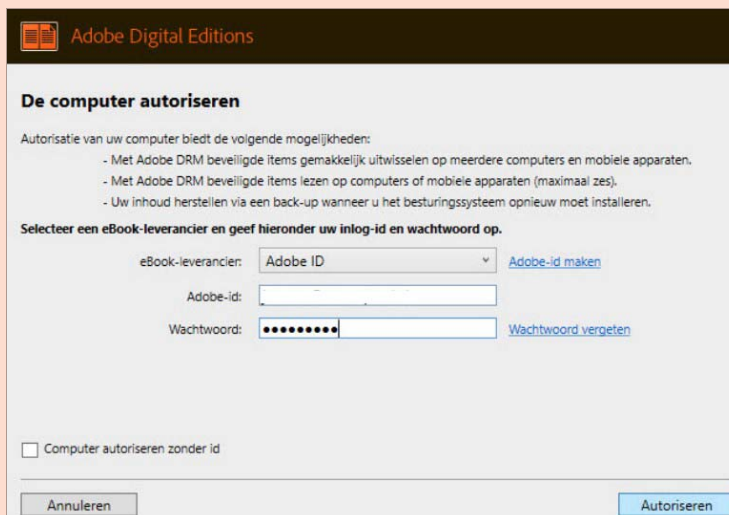 Adobe Digital Editions
De computer autoriseren
Autorisatie van uw computer biedt de volgende mogelijkheden:
- Met Adobe DRM beveiligde items gemakkelijk uitwisselen op meerdere computers en mobiele apparaten.
- Met Adobe DRM beveiligde items lezen op computers of mobiele apparaten (maximaal zes).
- Uw inhoud herstellen via een back-up wanneer u het besturingssysteem opnieuw moet installeren.
Selecteer een eBook-leverancier en geef hieronder uw inlog-id en wachtwoord op.
eBook-leverancier: Adobe ID Adobe-id maken
Adobe-id:
Wachtwoord: ●●●●●●●●● Wachtwoord vergeten
Computer autoriseren zonder id
Annuleren Autoriseren